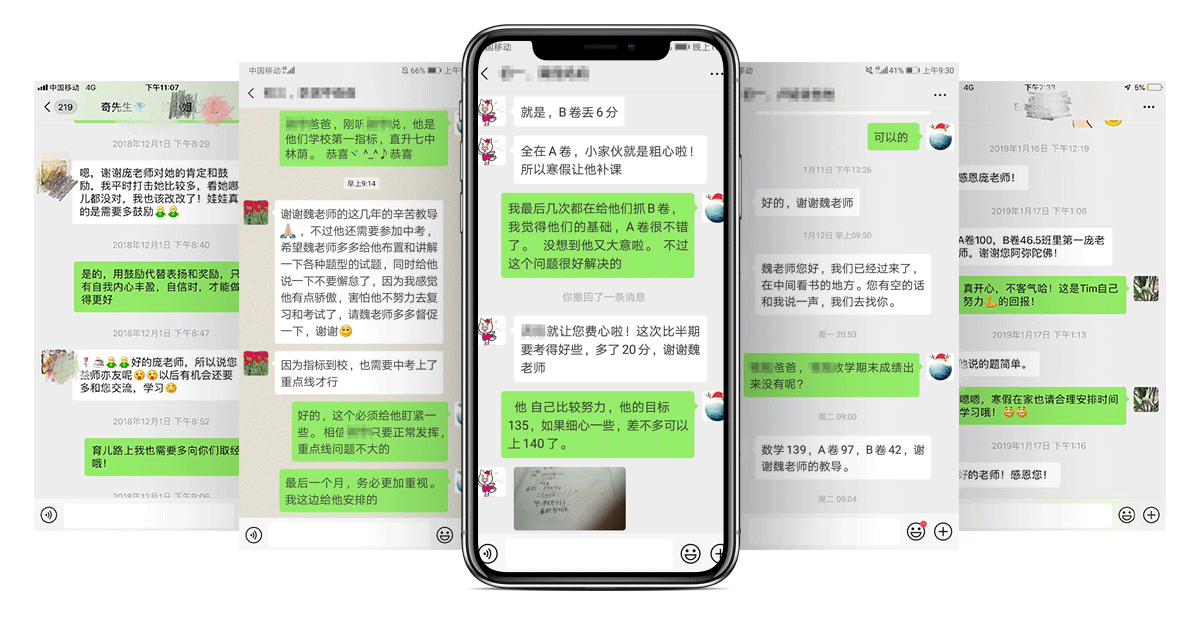 中国移动 4G
下午11:07
219
奇先生
姐
2018年12月1日 下午8:29
嗯，谢谢庞老师对她的肯定和鼓
励，我平时打击她比较多，看她哪
儿都没对，我也该改改了！娃娃真
的是需要多鼓励
2018年12月1日 下午8:40
是的，用鼓励代替表扬和奖励，只
有自我内心丰盈，自信时，才能做
得更好
2018年12月1日 下午8:47
好的庞老师，所以说您
益师亦友呢 以后有机会还要
多和您交流，学习
2018年12月1日 下午8:52
育儿路上我也需要多向你们取经
哦！
2018年12月1日 下午9:06
中国移动
66%
上午9
爸爸，刚听 说，他是
他们学校第一指标，直升七中
林荫。 恭喜ヾ ^_^♪恭喜
早上9:14
谢谢魏老师的这几年的辛苦教导
，不过他还需要参加中考，
希望魏老师多多给他布置和讲解
一下各种题型的试题，同时给他
说一下不要懈怠了，因为我感觉
他有点骄傲，害怕他不努力去复
习和考试了，请魏老师多多督促
一下，谢谢
因为指标到校，也需要中考上了
重点线才行
好的，这个必须给他盯紧一
些。相信 只要正常发挥，
重点线问题不大的
最后一个月，务必更加重视。
我这边给他安排的
国移动
晚上1
就是，B卷丢6分
全在A卷，小家伙就是粗心啦！
所以寒假让他补课
我最后几次都在给他们抓B卷，
我觉得他们的基础，A卷很不错
了。 没想到他又大意啦。 不过
这个问题很好解决的
你撤回了一条消息
就让您费心啦！这次比半期
要考得好些，多了20分，谢谢魏
老师
他 自己比较努力，他的目标
135，如果细心一些，差不多可以
上140了。
移动
41%
上午9:30
可以的
1月11日 下午13:26
好的，谢谢魏老师
1月12日 早上09:50
魏老师您好，我们已经过来了，
在中间看书的地方。您有空的话
和我说一声，我们去找你。
周一 20:53
爸爸， 数学期末成绩出
来没有呢？
周二 09:00
数学139，A卷97，B卷42，谢
谢魏老师的教导。
周二 09:04
4G
下午2:33
5%
2019年1月16日 下午12:19
感恩庞老师！
2019年1月17日 下午1:06
A卷100，B卷46.5班里第一庞老
师。谢谢您阿弥陀佛！
真开心，不客气哈！这是Tim自己
努力 的回报！
2019年1月17日 下午1:13
他说的题简单。
嗯嗯，寒假在家也请合理安排时间
学习哦！
2019年1月17日 下午1:16
好的老师！感恩您！